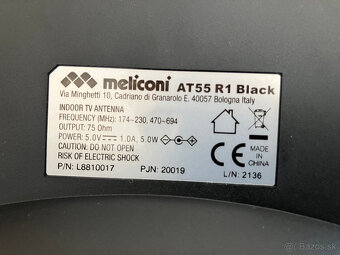 meliconi AT55 R1 Black
Via Minghetti 10, Cadriano di Granarolo E. 40057 Bologna Italy
INDOOR TV ANTENNA
FREQUENCY (MHz): 174~230, 470~694
OUTPUT: 75 Ohm
POWER: 5.0V 1.0A, 5.0W
CAUTION: DO NOT OPEN
RISK OF ELECTRIC SHOCK
MADE IN CHINA
P/N: L8810017 PJN: 20019 L/N: 2136
© bazos.sk